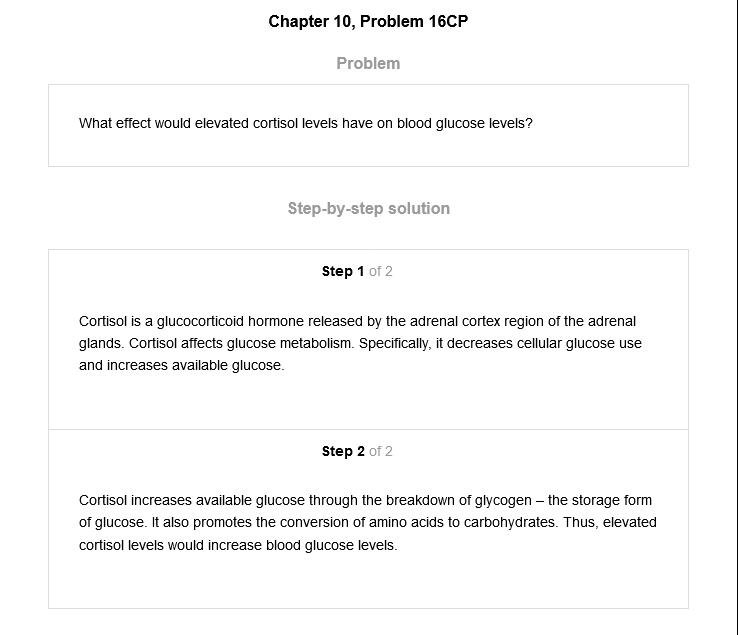 Chapter 10, Problem 16CP
Problem
What effect would elevated cortisol levels have on blood glucose levels?
Step-by-step solution
Step 1 of 2
Cortisol is a glucocorticoid hormone released by the adrenal cortex region of the adrenal
glands. Cortisol affects glucose metabolism. Specifically, it decreases cellular glucose use
and increases available glucose.
Step 2 of 2
Cortisol increases available glucose through the breakdown of glycogen – the storage form
of glucose. It also promotes the conversion of amino acids to carbohydrates. Thus, elevated
cortisol levels would increase blood glucose levels.